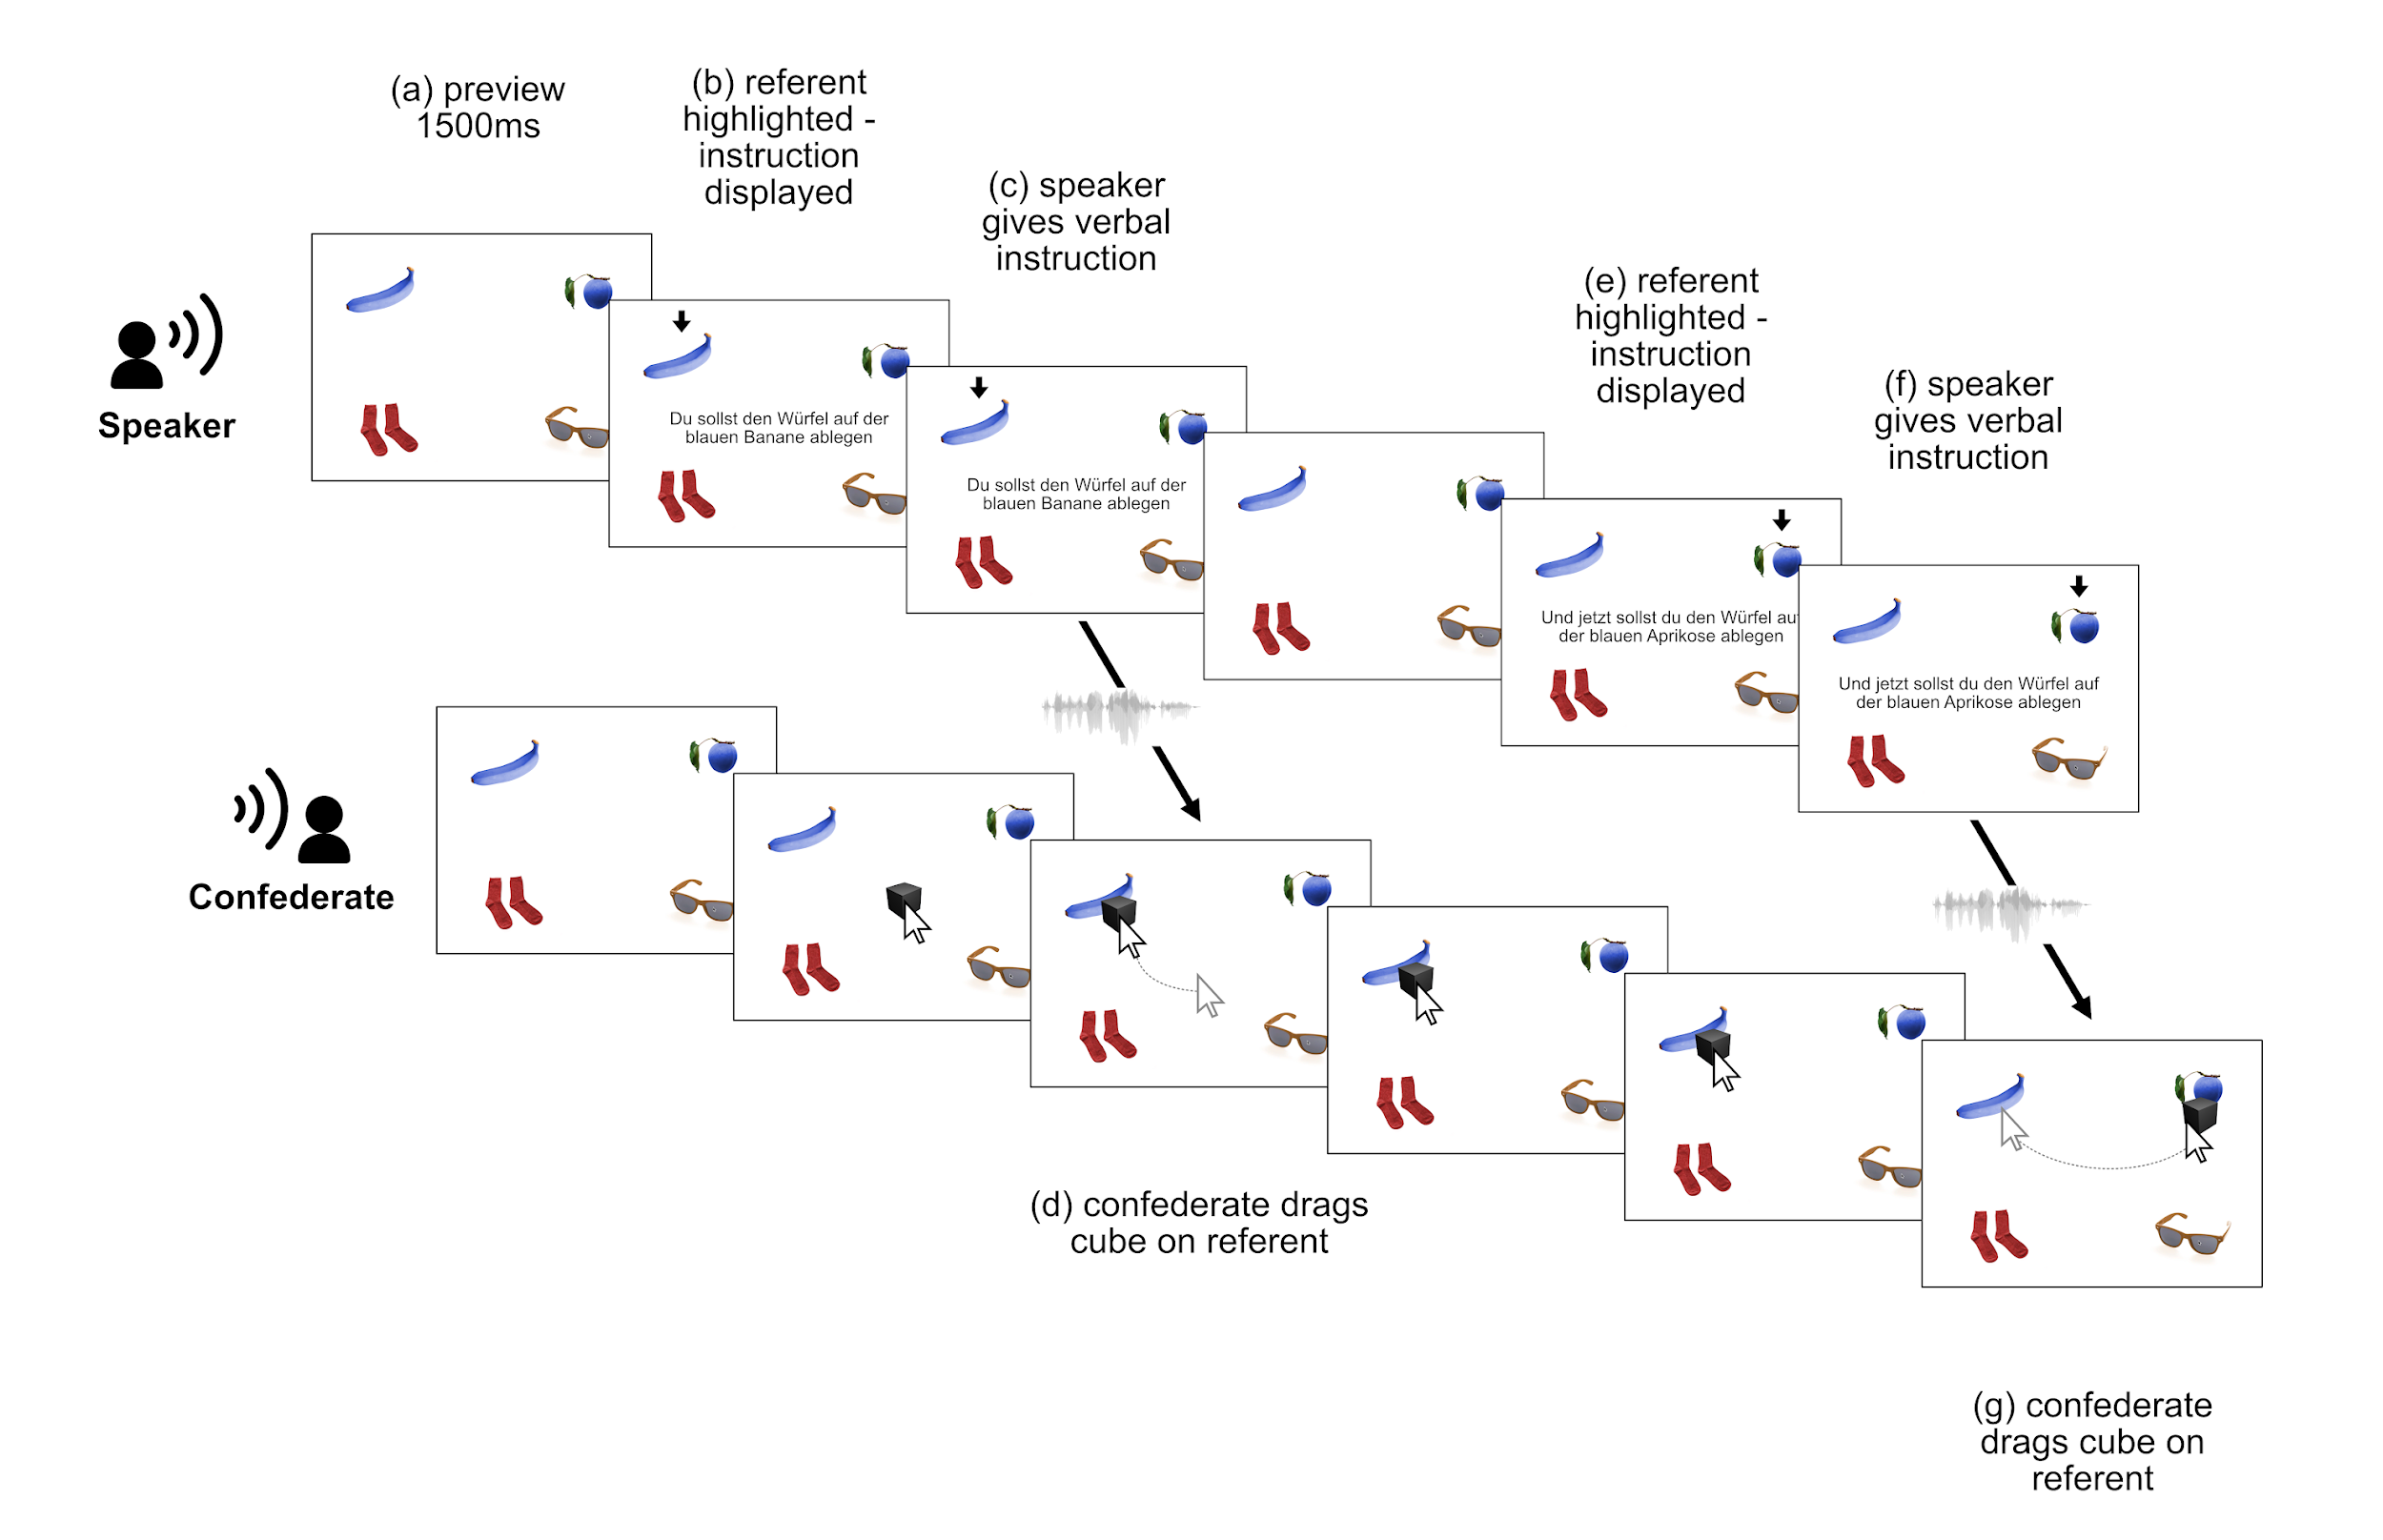 (a) preview
1500ms
(b) referent
highlighted -
instruction
displayed
(c) speaker
gives verbal
instruction
(e) referent
highlighted -
instruction
displayed
(f) speaker
gives verbal
instruction
Speaker
Du sollst den Würfel auf der
blauen Banane ablegen
Du sollst den Würfel auf der
blauen Banane ablegen
Und jetzt sollst du den Würfel auf
der blauen Aprikose ablegen
Und jetzt sollst du den Würfel auf
der blauen Aprikose ablegen
Confederate
(d) confederate drags
cube on referent
(g) confederate
drags cube on
referent